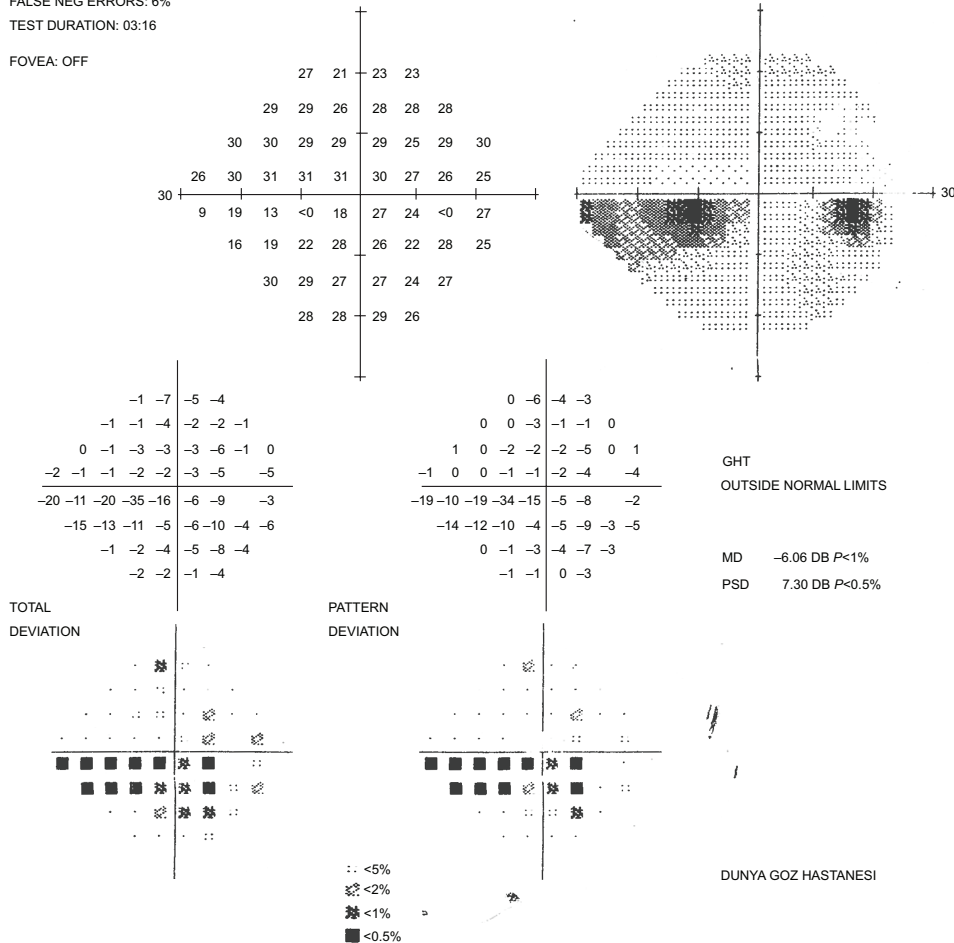 FALSE NEG ERRORS: 6%
TEST DURATION: 03:16
FOVEA: OFF
27 21 23 23
29 29 26 28 28 28
30 30 29 29 29 25 29 30
26 30 31 31 31 30 27 26 25
30 30
9 19 13 <0 18 27 24 <0 27
16 19 22 28 26 22 28 25
30 29 27 27 24 27
28 28 29 26
–1 –7 –5 –4
–1 –1 –4 –2 –2 –1
0 –1 –3 –3 –3 –6 –1 0
–2 –1 –1 –2 –2 –3 –5 –5
–20 –11 –20 –35 –16 –6 –9 –3
–15 –13 –11 –5 –6 –10 –4 –6
–1 –2 –4 –5 –8 –4
–2 –2 –1 –4
TOTAL
DEVIATION
0 –6 –4 –3
0 0 –3 –1 –1 0
1 0 –2 –2 –2 –5 0 1
–1 0 0 –1 –1 –2 –4 –4
–19 –10 –19 –34 –15 –5 –8 –2
–14 –12 –10 –4 –5 –9 –3 –5
0 –1 –3 –4 –7 –3
–1 –1 0 –3
PATTERN
DEVIATION
GHT
OUTSIDE NORMAL LIMITS
MD –6.06 DB P<1%
PSD 7.30 DB P<0.5%
<5%
<2%
<1%
<0.5%
DUNYA GOZ HASTANESI